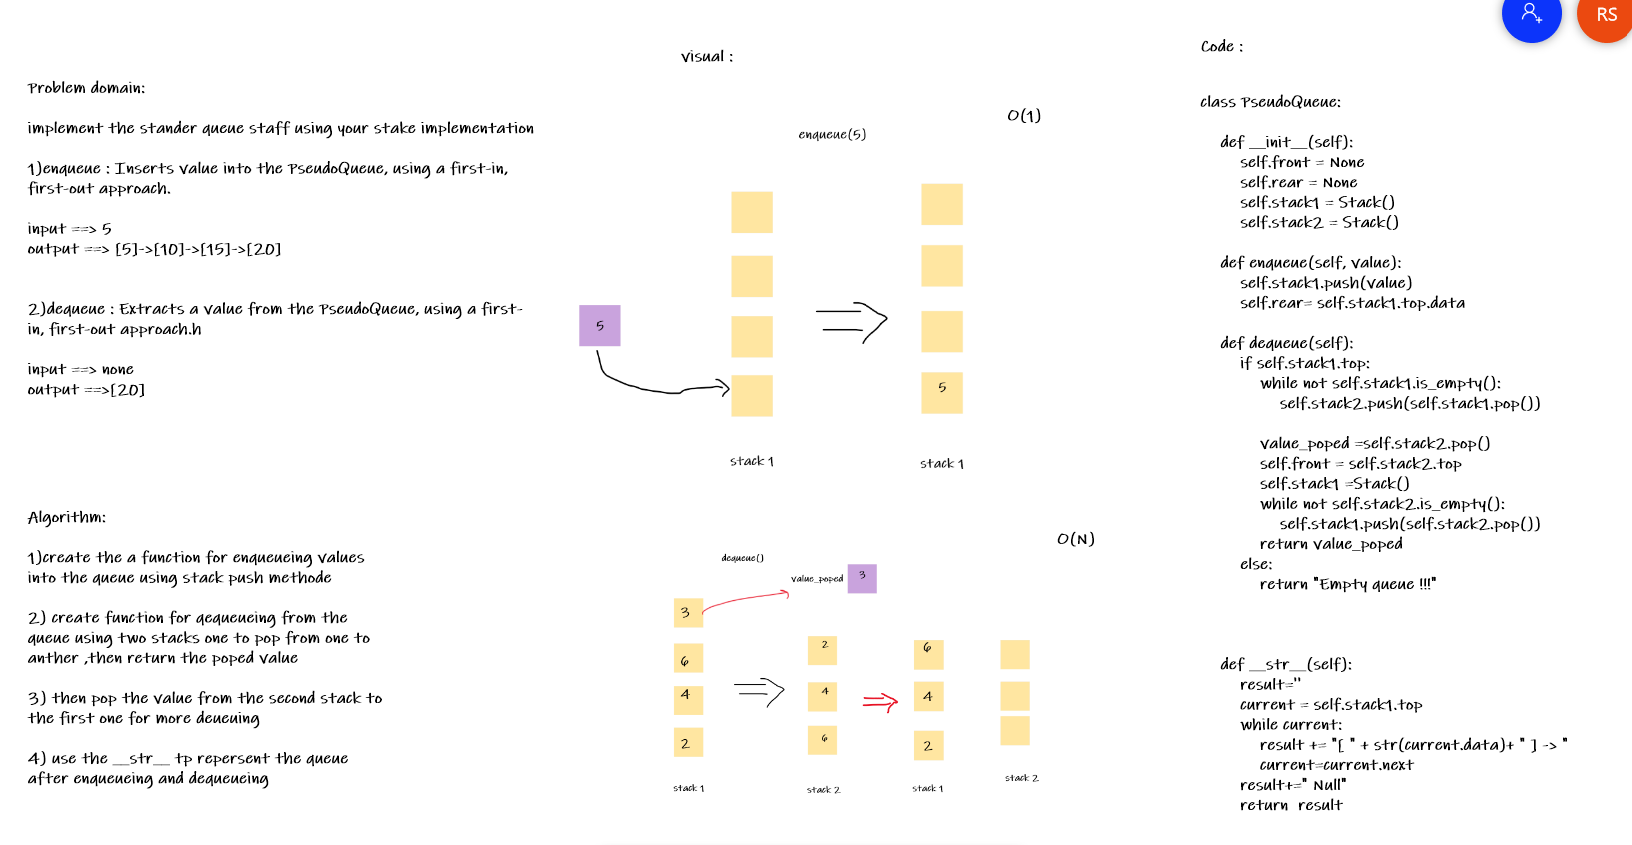 RS
Problem domain:
implement the stander queue staff using your stake implementation
1)enqueue : Inserts value into the PseudoQueue, using a first-in,
first-out approach.
input ==> 5
output ==> [5]->[10]->[15]->[20]
2)dequeue : Extracts a value from the PseudoQueue, using a first-
in, first-out approach.h
input ==> none
output ==>[20]
Algorithm:
1)create the a function for enqueueing values
into the queue using stack push methode
2) create function for qequeueing from the
queue using two stacks one to pop from one to
anther ,then return the poped value
3) then pop the value from the second stack to
the first one for more deueuing
4) use the __str__ tp repersent the queue
after enqueueing and dequeueing
Visual :
O(1)
enqueue(5)
5
5
stack 1
stack 1
O(N)
dequeue()
value_poped
3
3
6
4
2
stack 1
2
4
6
stack 2
6
4
2
stack 1
stack 2
Code :
class PseudoQueue:
def __init__(self):
self.front = None
self.rear = None
self.stack1 = Stack()
self.stack2 = Stack()
def enqueue(self, value):
self.stack1.push(value)
self.rear= self.stack1.top.data
def dequeue(self):
if self.stack1.top:
while not self.stack1.is_empty():
self.stack2.push(self.stack1.pop())
value_poped =self.stack2.pop()
self.front = self.stack2.top
self.stack1 =Stack()
while not self.stack2.is_empty():
self.stack1.push(self.stack2.pop())
return value_poped
else:
return "Empty queue !!!"
def __str__(self):
result=''
current = self.stack1.top
while current:
result += "[ " + str(current.data)+ " ] -> "
current=current.next
result+=" Null"
return result